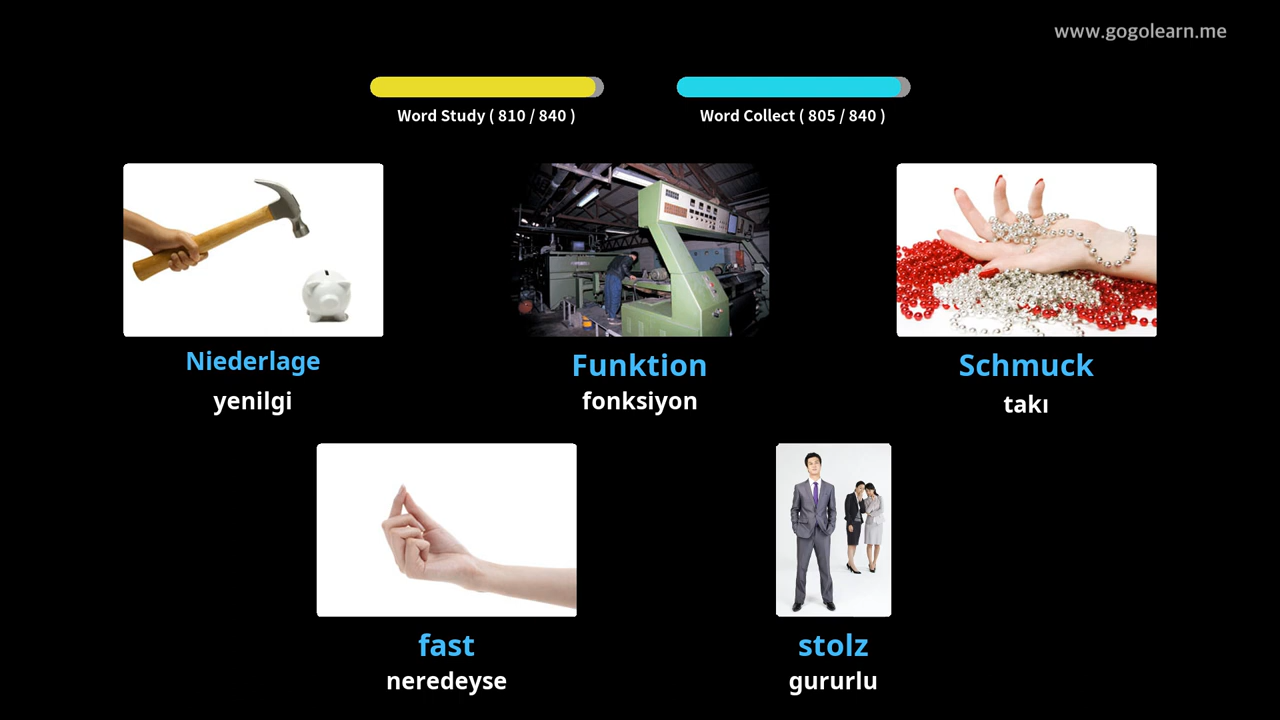 www.gogolearn.me
Word Study ( 810 / 840 )
Word Collect ( 805 / 840 )
Niederlage
yenilgi
Funktion
fonksiyon
Schmuck
takı
fast
neredeyse
stolz
gururlu